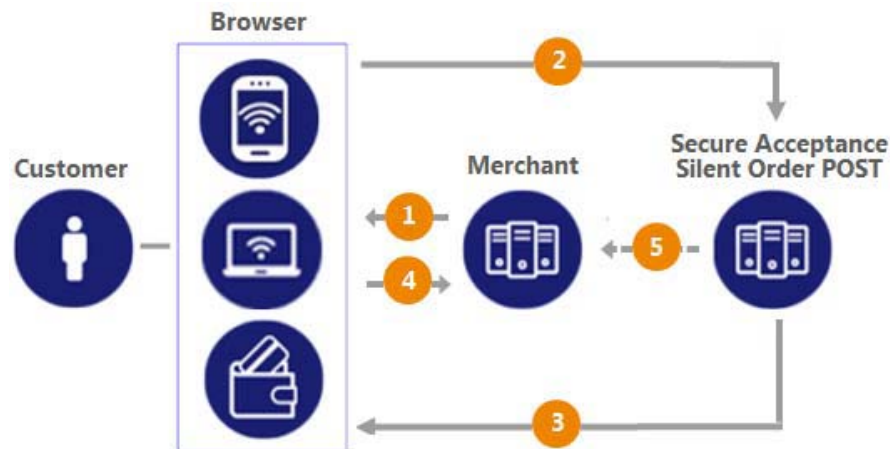 Browser
2
Secure Acceptance
Silent Order POST
Customer
Merchant
1
5
4
3